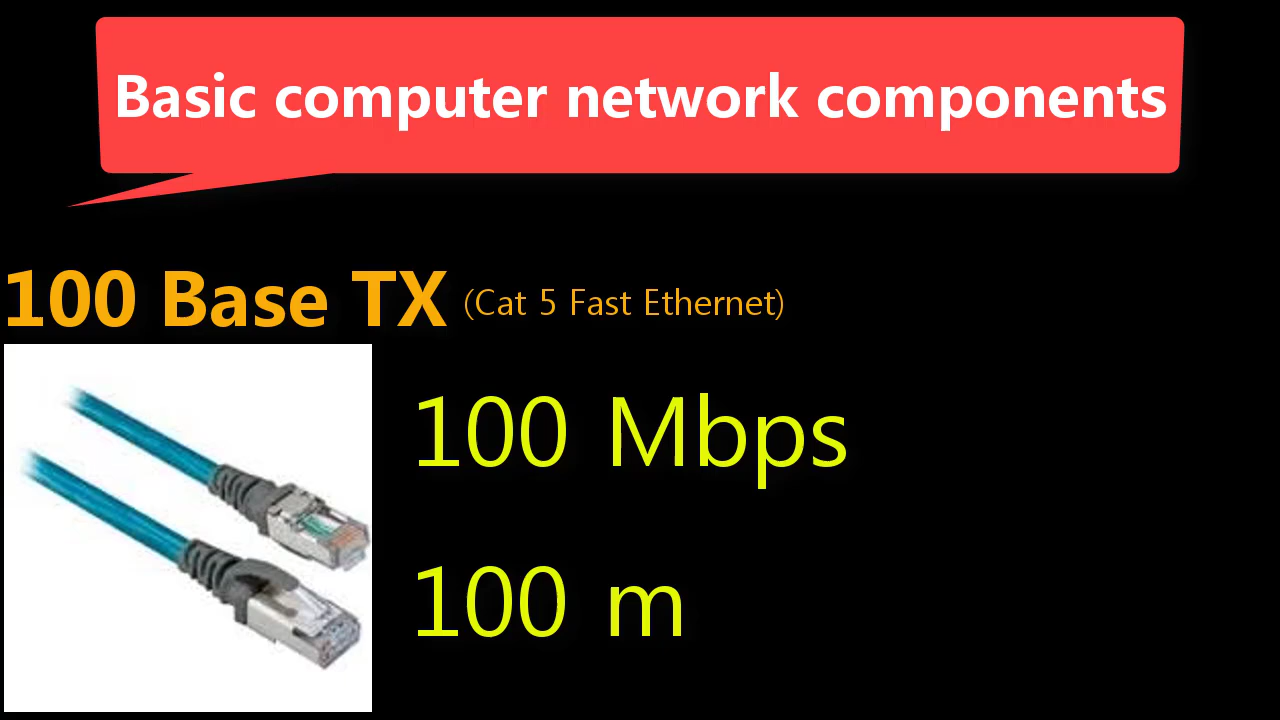 Basic computer network components
100 Base TX (Cat 5 Fast Ethernet)
100 Mbps
100 m